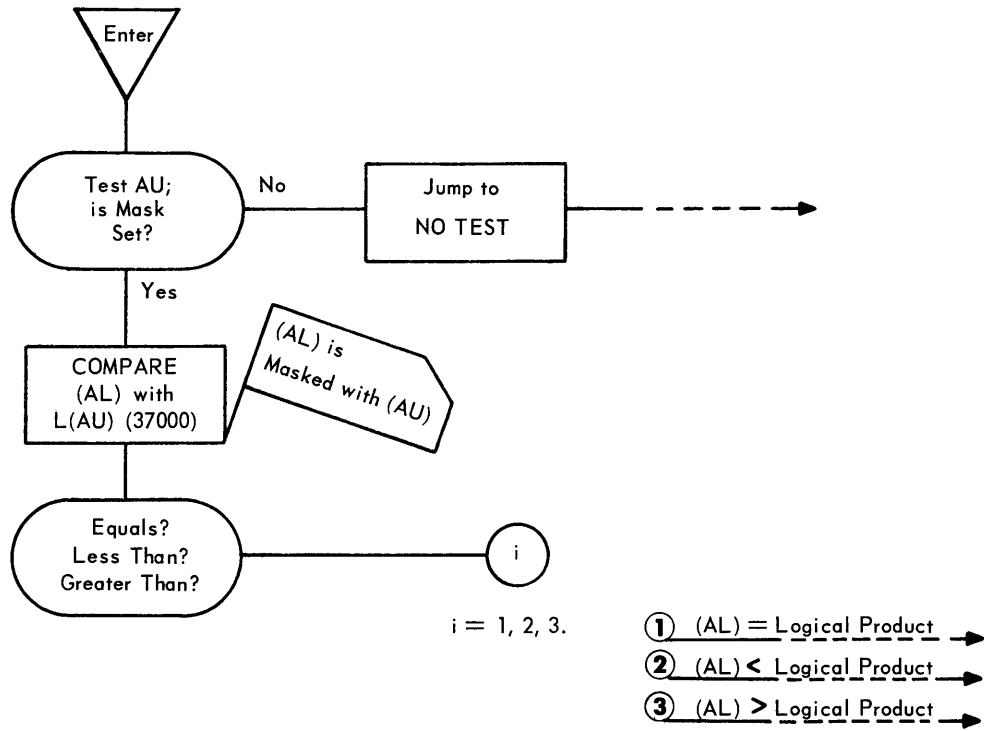 Enter
Test AU;
is Mask
Set?
No
Jump to
NO TEST
Yes
COMPARE
(AL) with
L(AU) (37000)
(AL) is
Masked with (AU)
Equals?
Less Than?
Greater Than?
i
i = 1, 2, 3.
1 (AL) = Logical Product
2 (AL) < Logical Product
3 (AL) > Logical Product